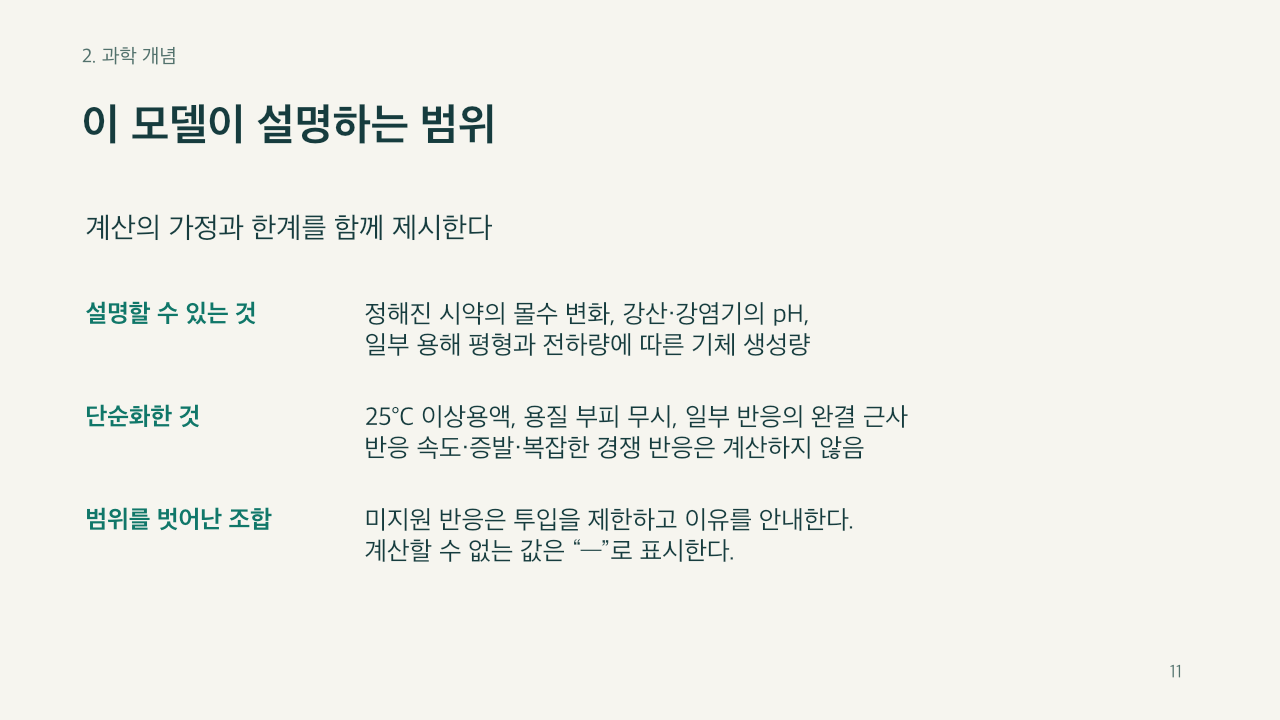 2. 과학 개념
이 모델이 설명하는 범위
계산의 가정과 한계를 함께 제시한다
설명할 수 있는 것
정해진 시약의 몰수 변화, 강산·강염기의 pH,
일부 용해 평형과 전하량에 따른 기체 생성량
단순화한 것
25°C 이상용액, 용질 부피 무시, 일부 반응의 완결 근사
반응 속도·증발·복잡한 경쟁 반응은 계산하지 않음
범위를 벗어난 조합
미지원 반응은 투입을 제한하고 이유를 안내한다.
계산할 수 없는 값은 “—”로 표시한다.
11